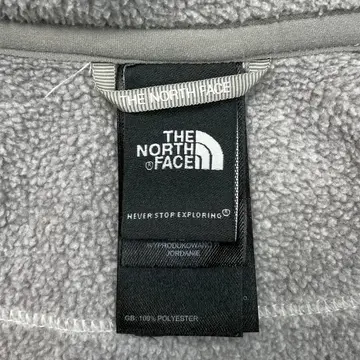 THE NORTH FACE
THE
NORTH
FACE
NEVER STOP EXPLORING
WYPRODUKOWANO
JORDANIE
GB: 100% POLYESTER